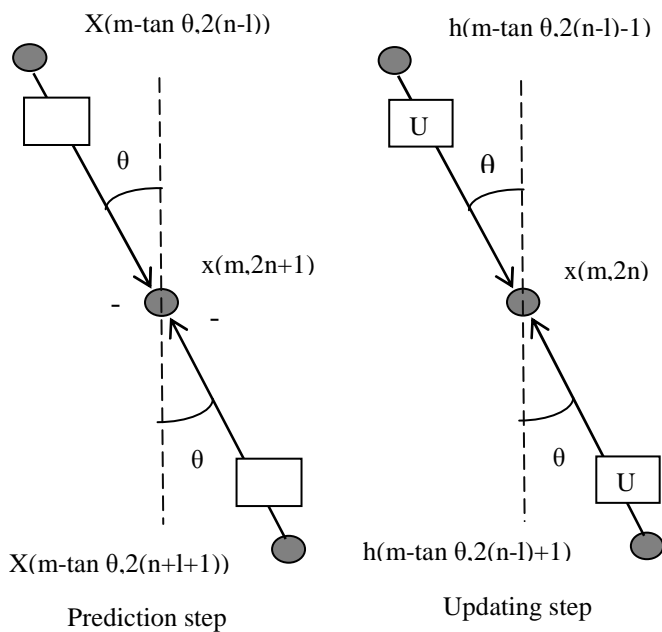 X(m-tan θ,2(n-l))
h(m-tan θ,2(n-l)-1)
U
θ
θ
x(m,2n+1)
x(m,2n)
-
-
θ
θ
U
X(m-tan θ,2(n+l+1))
h(m-tan θ,2(n-l)+1)
Prediction step
Updating step